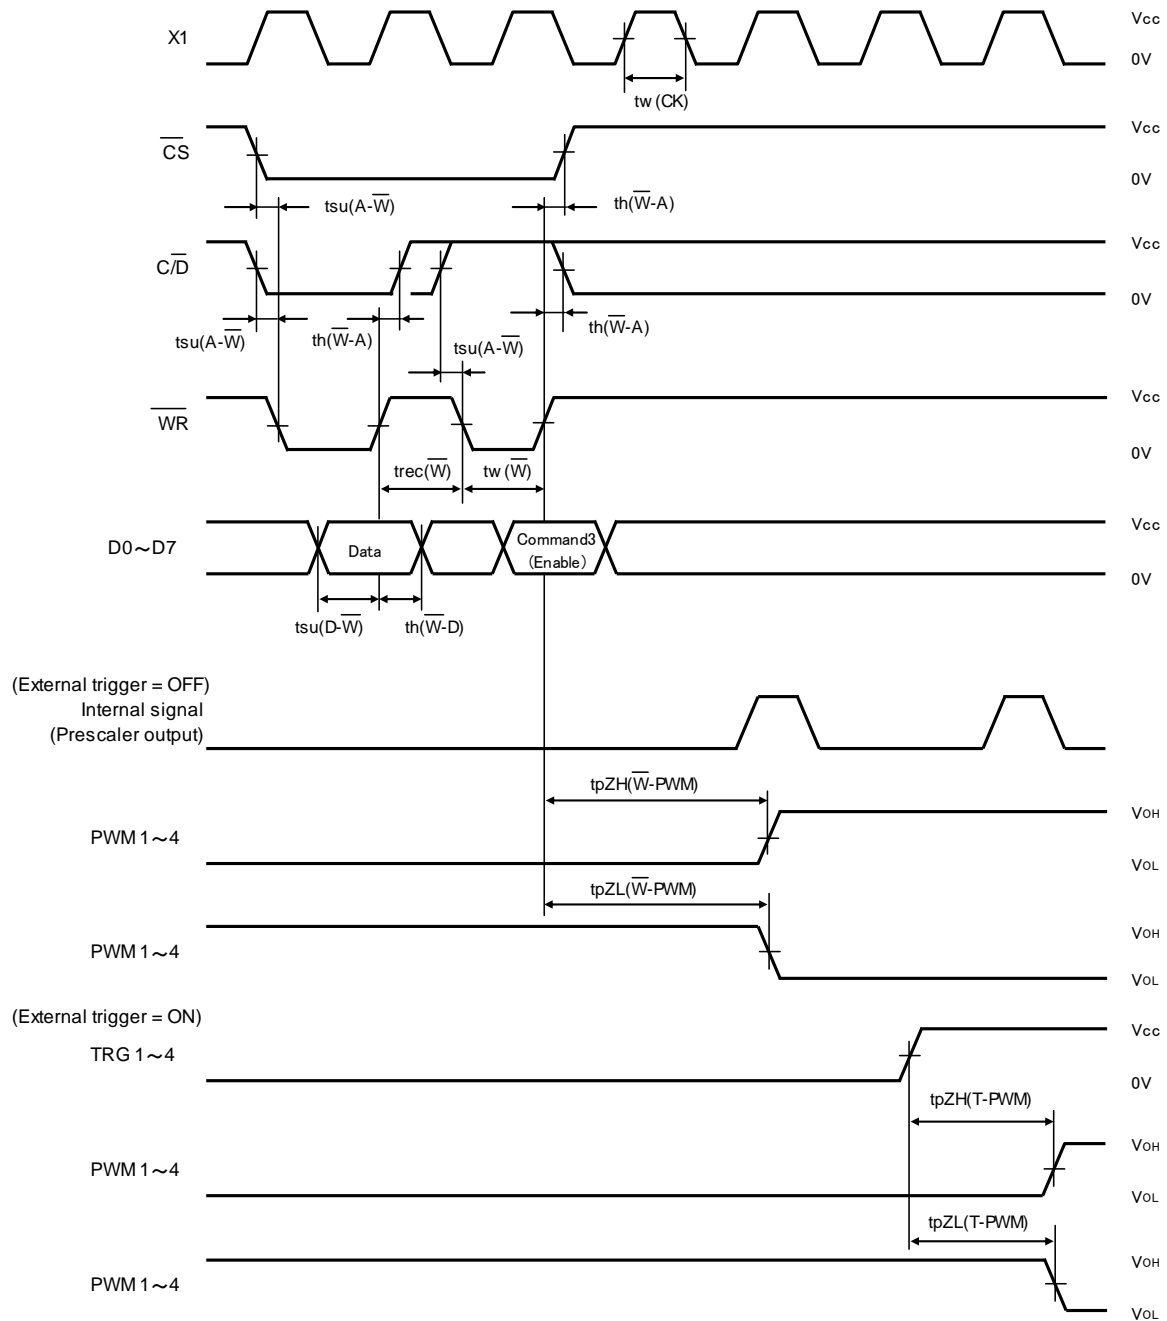 X1
Vcc
0V
tw (CK)
C̅S̅
Vcc
0V
tsu(A-W̅)
th(W̅-A)
C/D̅
Vcc
0V
tsu(A-W̅)
th(W̅-A)
tsu(A-W̅)
th(W̅-A)
W̅R̅
Vcc
0V
trec(W̅)
tw (W̅)
D0～D7
Data
Command3
（Enable）
Vcc
0V
tsu(D-W̅)
th(W̅-D)
(External trigger = OFF)
Internal signal
(Prescaler output)
tpZH(W̅-PWM)
PWM 1～4
VOH
VOL
tpZL(W̅-PWM)
PWM 1～4
VOH
VOL
(External trigger = ON)
TRG 1～4
Vcc
0V
tpZH(T-PWM)
PWM 1～4
VOH
VOL
tpZL(T-PWM)
PWM 1～4
VOH
VOL